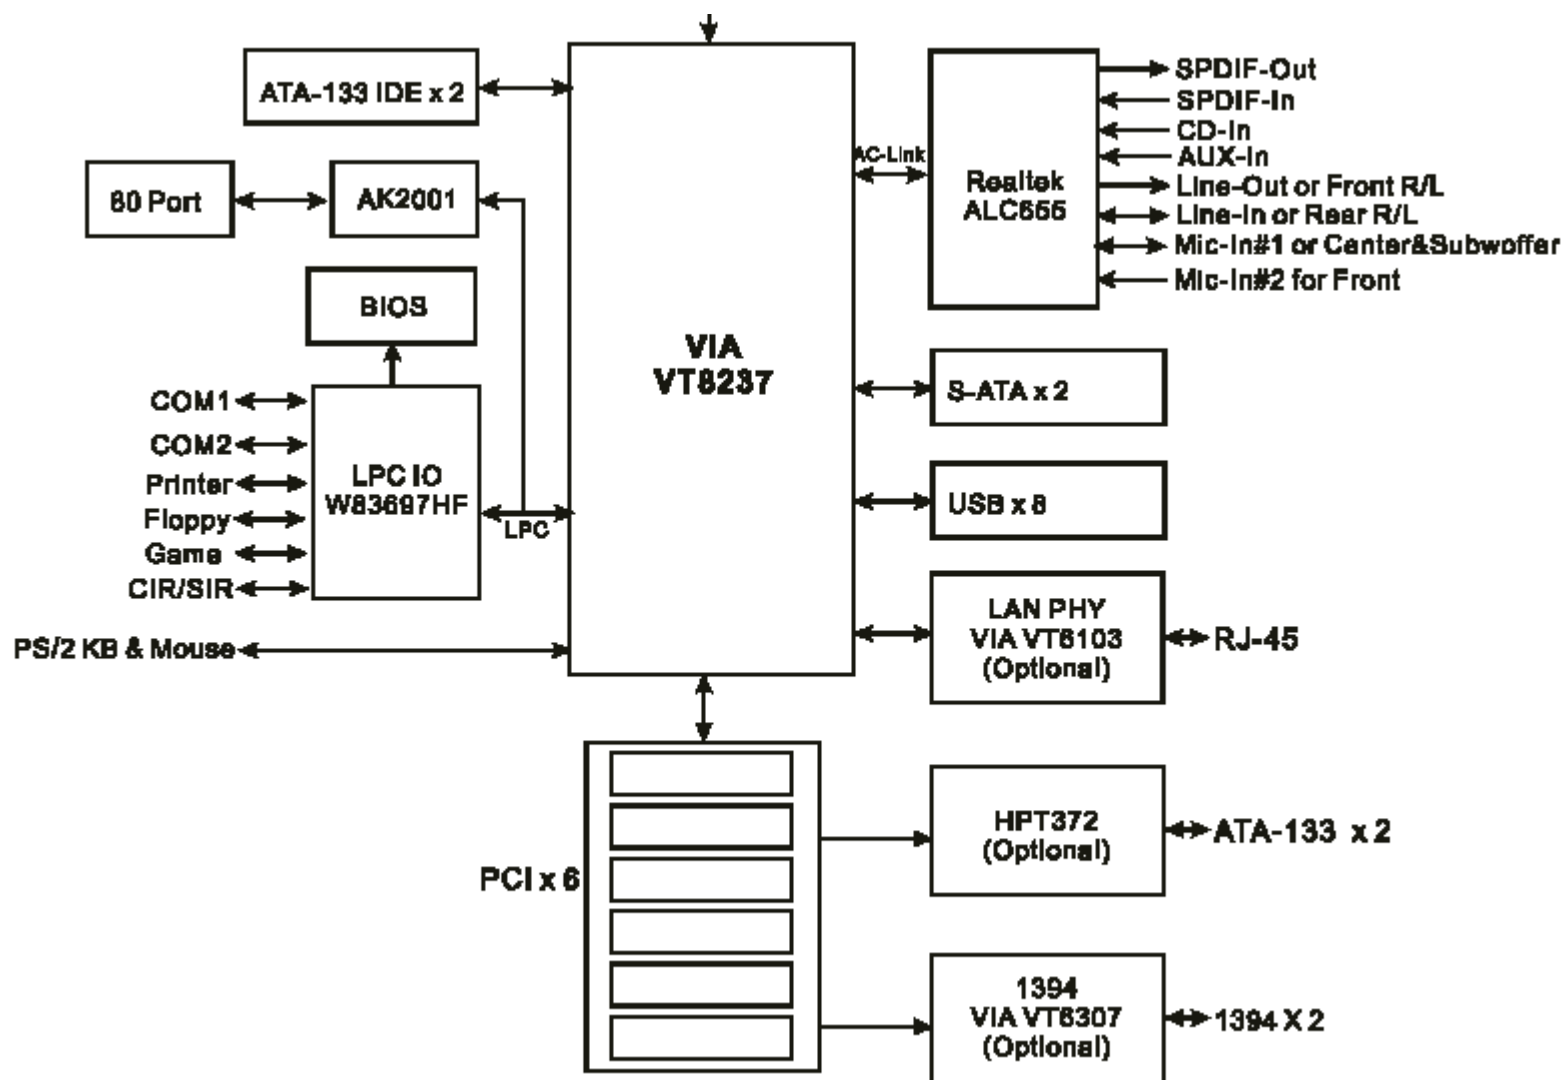 ATA-133 IDE x 2
80 Port
AK2001
BIOS
COM1
COM2
Printer
Floppy
Game
CIR/SIR
LPC IO
W83697HF
LPC
PS/2 KB & Mouse
VIA
VT8237
AC-Link
Realtek
ALC655
SPDIF-Out
SPDIF-In
CD-In
AUX-In
Line-Out or Front R/L
Line-In or Rear R/L
Mic-In#1 or Center&Subwoffer
Mic-In#2 for Front
S-ATA x 2
USB x 8
LAN PHY
VIA VT6103
(Optional)
RJ-45
PCI x 6
HPT372
(Optional)
ATA-133 x 2
1394
VIA VT6307
(Optional)
1394 X 2